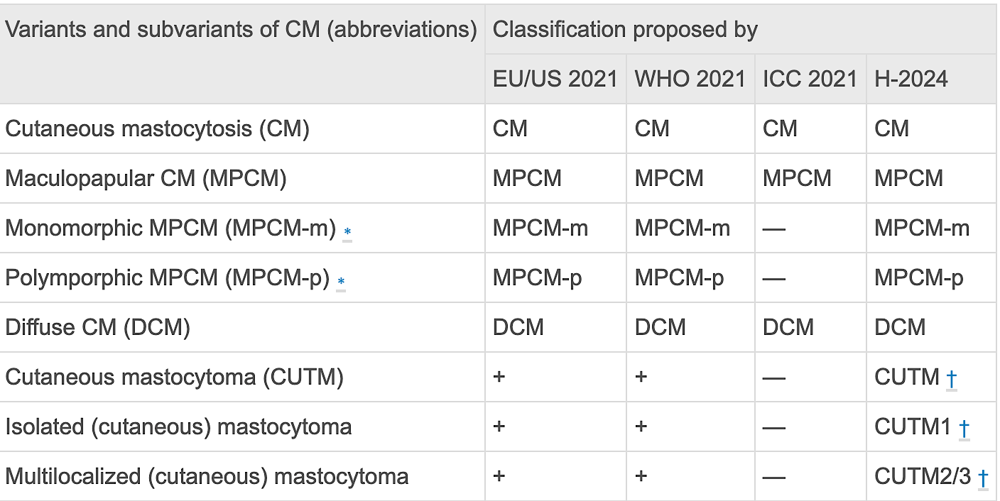 Variants and subvariants of CM (abbreviations) Classification proposed by
EU/US 2021 WHO 2021 ICC 2021 H-2024
Cutaneous mastocytosis (CM) CM CM CM CM
Maculopapular CM (MPCM) MPCM MPCM MPCM MPCM
Monomorphic MPCM (MPCM-m) * MPCM-m MPCM-m — MPCM-m
Polymporphic MPCM (MPCM-p) * MPCM-p MPCM-p — MPCM-p
Diffuse CM (DCM) DCM DCM DCM DCM
Cutaneous mastocytoma (CUTM) + + — CUTM †
Isolated (cutaneous) mastocytoma + + — CUTM1 †
Multilocalized (cutaneous) mastocytoma + + — CUTM2/3 †